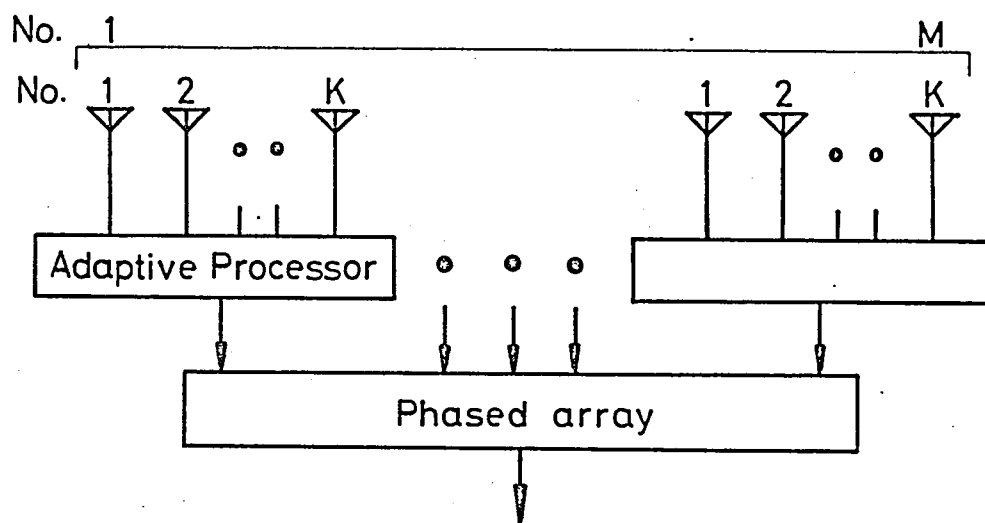 No. 1 M
No. 1 2 K 1 2 K
Adaptive Processor
Phased array